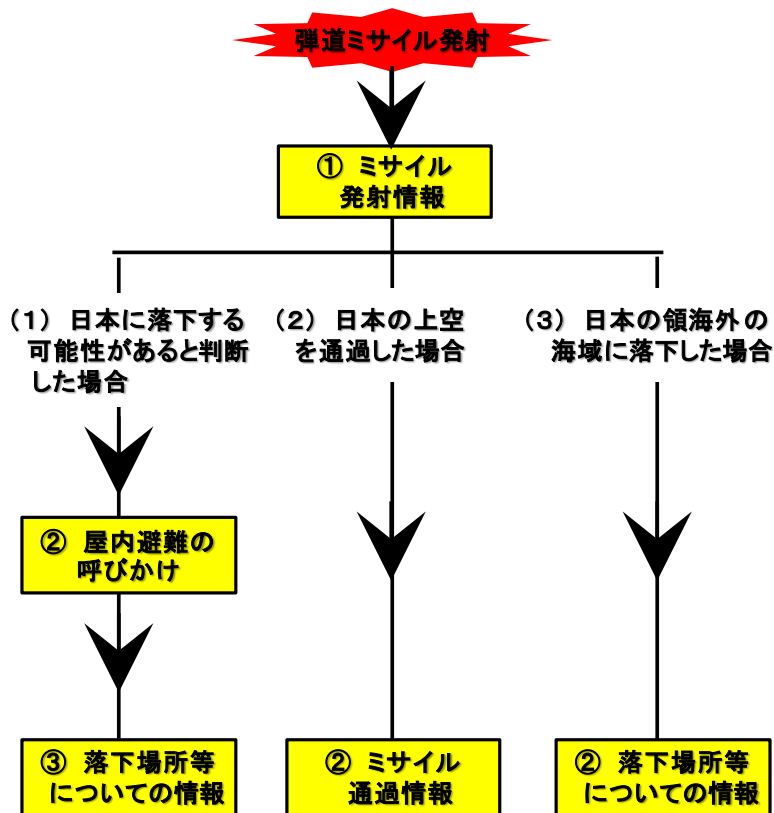 弾道ミサイル発射
① ミサイル
発射情報
（1） 日本に落下する
可能性があると判断
した場合
（2） 日本の上空
を通過した場合
（3） 日本の領海外の
海域に落下した場合
② 屋内避難の
呼びかけ
③ 落下場所等
についての情報
② ミサイル
通過情報
② 落下場所等
についての情報